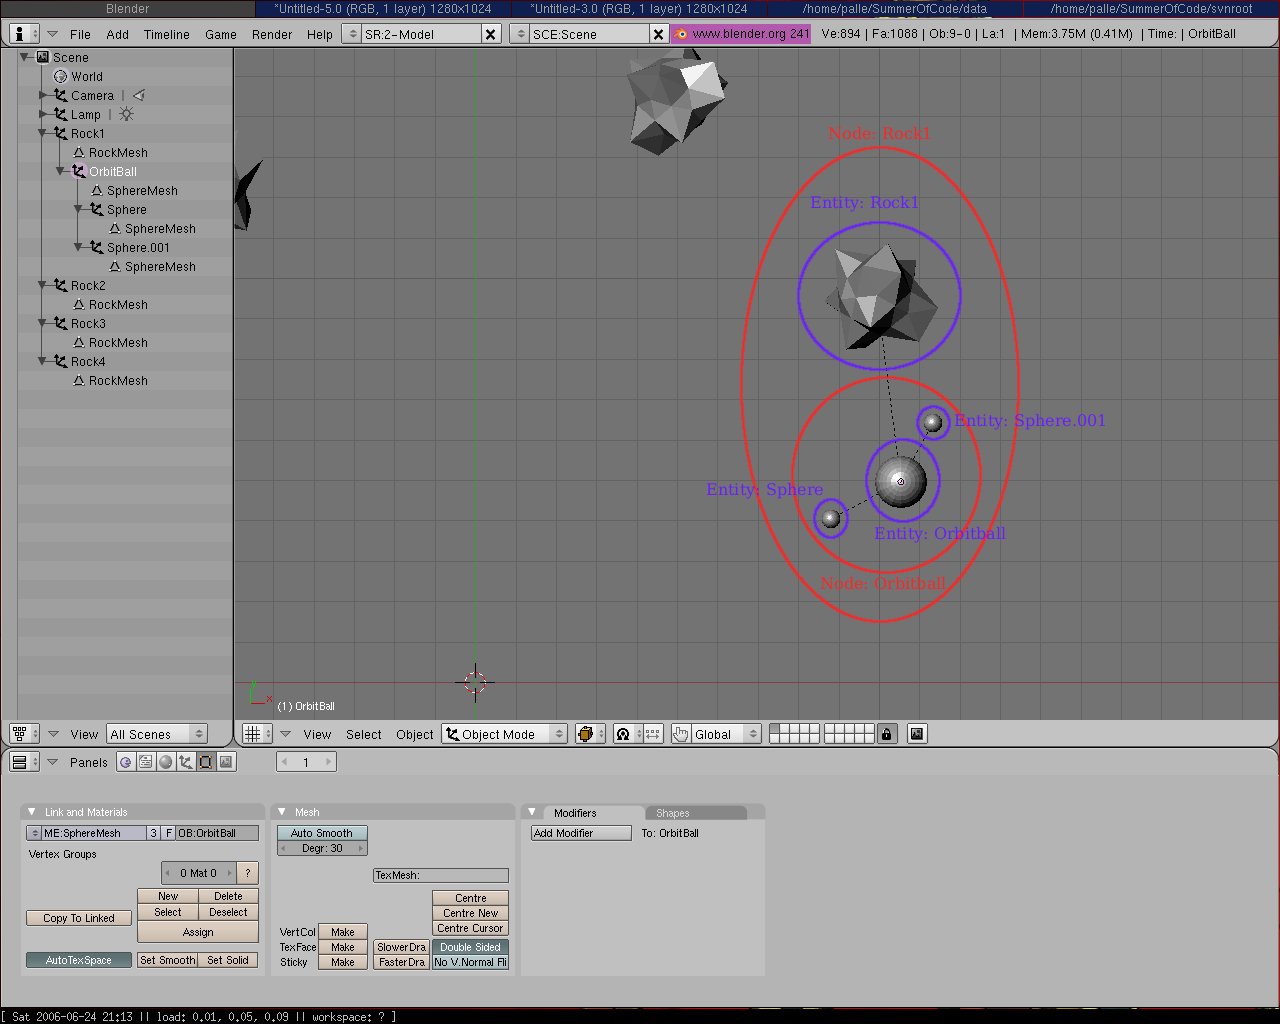 Blender *Untitled-5.0 (RGB, 1 layer) 1280x1024 *Untitled-3.0 (RGB, 1 layer) 1280x1024 /home/palle/SummerOfCode/data /home/palle/SummerOfCode/svnroot
File Add Timeline Game Render Help SR:2-Model SCE:Scene www.blender.org 241 Ve:894 | Fa:1088 | Ob:9-0 | La:1 | Mem:3.75M (0.41M) | Time: | OrbitBall
Scene
World
Camera
Lamp
Rock1
RockMesh
OrbitBall
SphereMesh
Sphere
SphereMesh
Sphere.001
SphereMesh
Rock2
RockMesh
Rock3
RockMesh
Rock4
RockMesh
Node: Rock1
Entity: Rock1
Entity: Sphere.001
Entity: Sphere
Entity: Orbitball
Node: Orbitball
x
(1) OrbitBall
View All Scenes
View Select Object Object Mode Global
Panels 1
Link and Materials
ME:SphereMesh 3 F OB:OrbitBall
Vertex Groups
0 Mat 0 ?
New Delete
Copy To Linked Select Deselect
Assign
AutoTexSpace Set Smooth Set Solid
Mesh
Auto Smooth
Degr: 30
TexMesh:
Centre
Centre New
VertCol Make Centre Cursor
TexFace Make SlowerDra Double Sided
Sticky Make FasterDra No V.Normal Fli
Modifiers Shapes
Add Modifier To: OrbitBall
[ Sat 2006-06-24 21:13 || load: 0.01, 0.05, 0.09 || workspace: ? ]